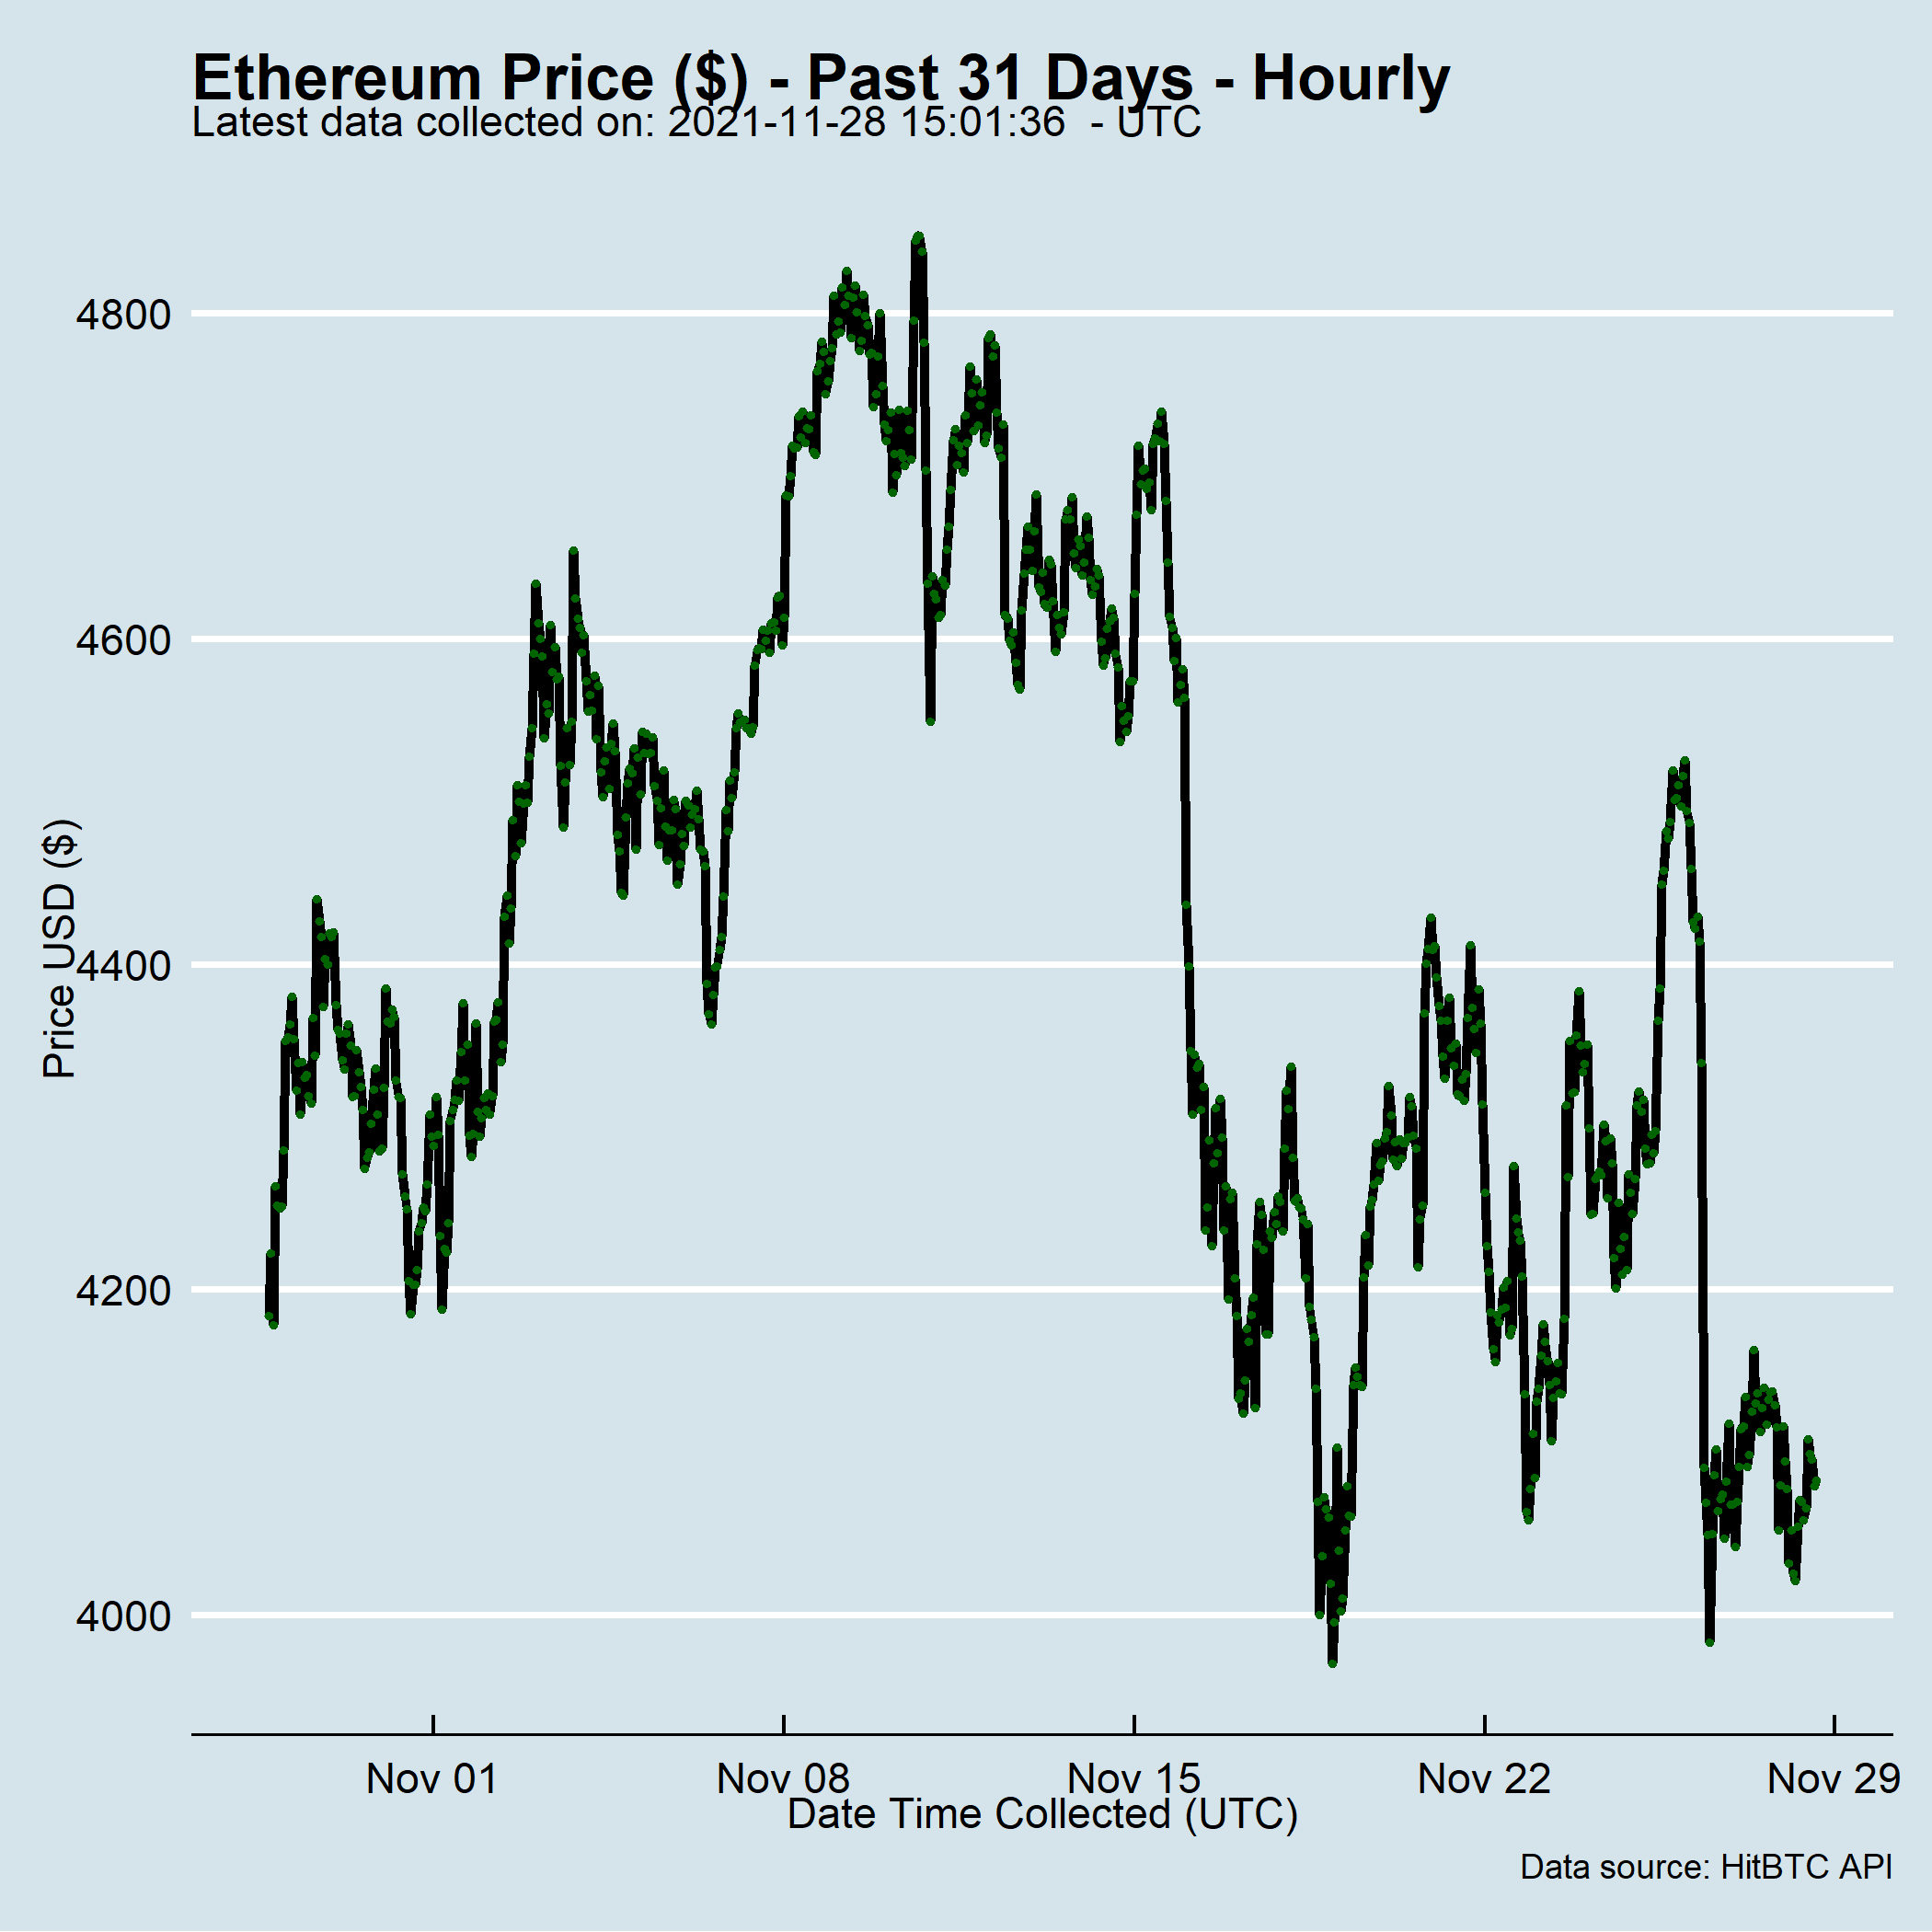 Ethereum Price ($) - Past 31 Days - Hourly
Latest data collected on: 2021-11-28 15:01:36  - UTC
4800
4600
4400
4200
4000
Price USD ($)
Nov 01 Nov 08 Nov 15 Nov 22 Nov 29
Date Time Collected (UTC)
Data source: HitBTC API